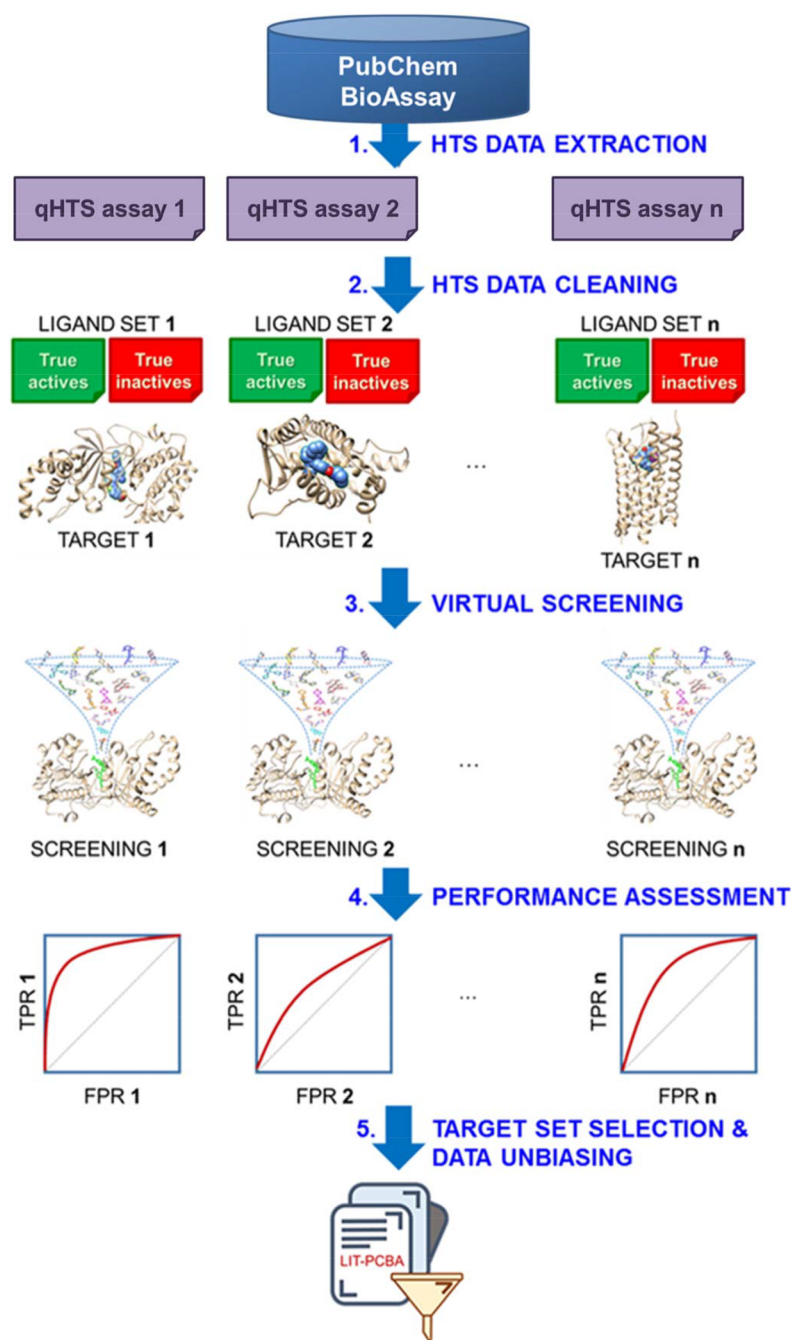 PubChem
BioAssay
1. HTS DATA EXTRACTION
qHTS assay 1
qHTS assay 2
qHTS assay n
2. HTS DATA CLEANING
LIGAND SET 1
LIGAND SET 2
LIGAND SET n
True
actives
True
inactives
True
actives
True
inactives
True
actives
True
inactives
...
TARGET 1
TARGET 2
TARGET n
3. VIRTUAL SCREENING
...
SCREENING 1
SCREENING 2
SCREENING n
4. PERFORMANCE ASSESSMENT
TPR 1
TPR 2
...
TPR n
FPR 1
FPR 2
FPR n
5. TARGET SET SELECTION &
DATA UNBIASING
LIT-PCBA